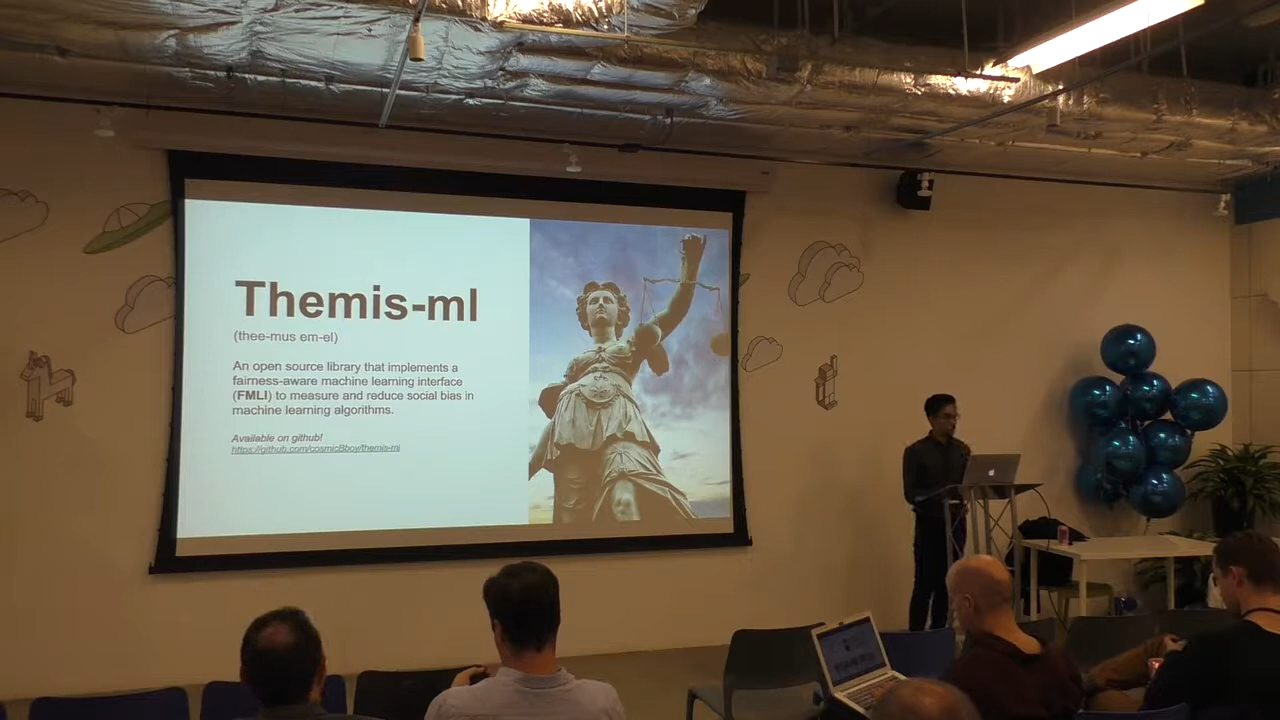 Themis-ml
(thee-mus em-el)
An open source library that implements a
fairness-aware machine learning interface
(FMLI) to measure and reduce social bias in
machine learning algorithms.
Available on github!
https://github.com/cosmicBboy/themis-ml